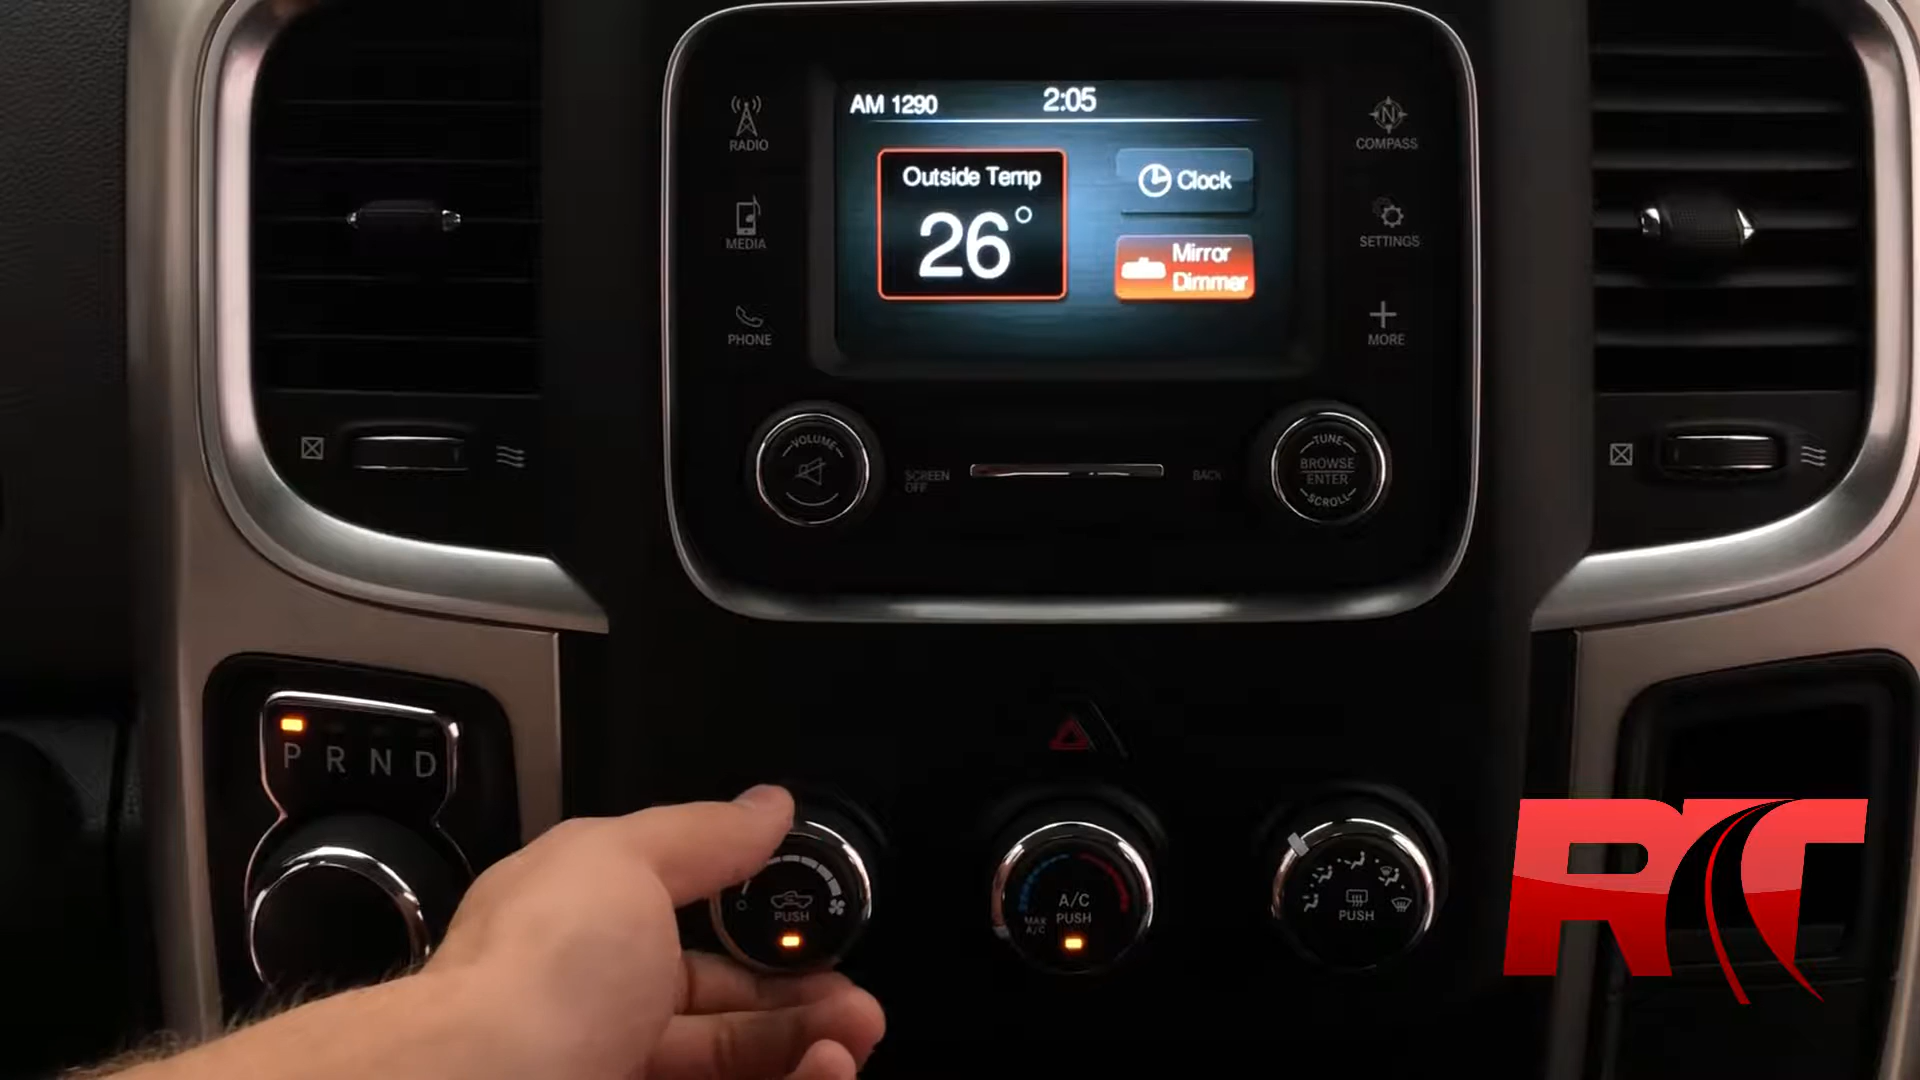 AM 1290
2:05
RADIO
MEDIA
PHONE
Outside Temp
26°
Clock
Mirror
Dimmer
COMPASS
SETTINGS
MORE
VOLUME
SCREEN
OFF
BACK
TUNE
BROWSE
ENTER
SCROLL
P R N D
PUSH
A/C
PUSH
MAX
A/C
PUSH
RT